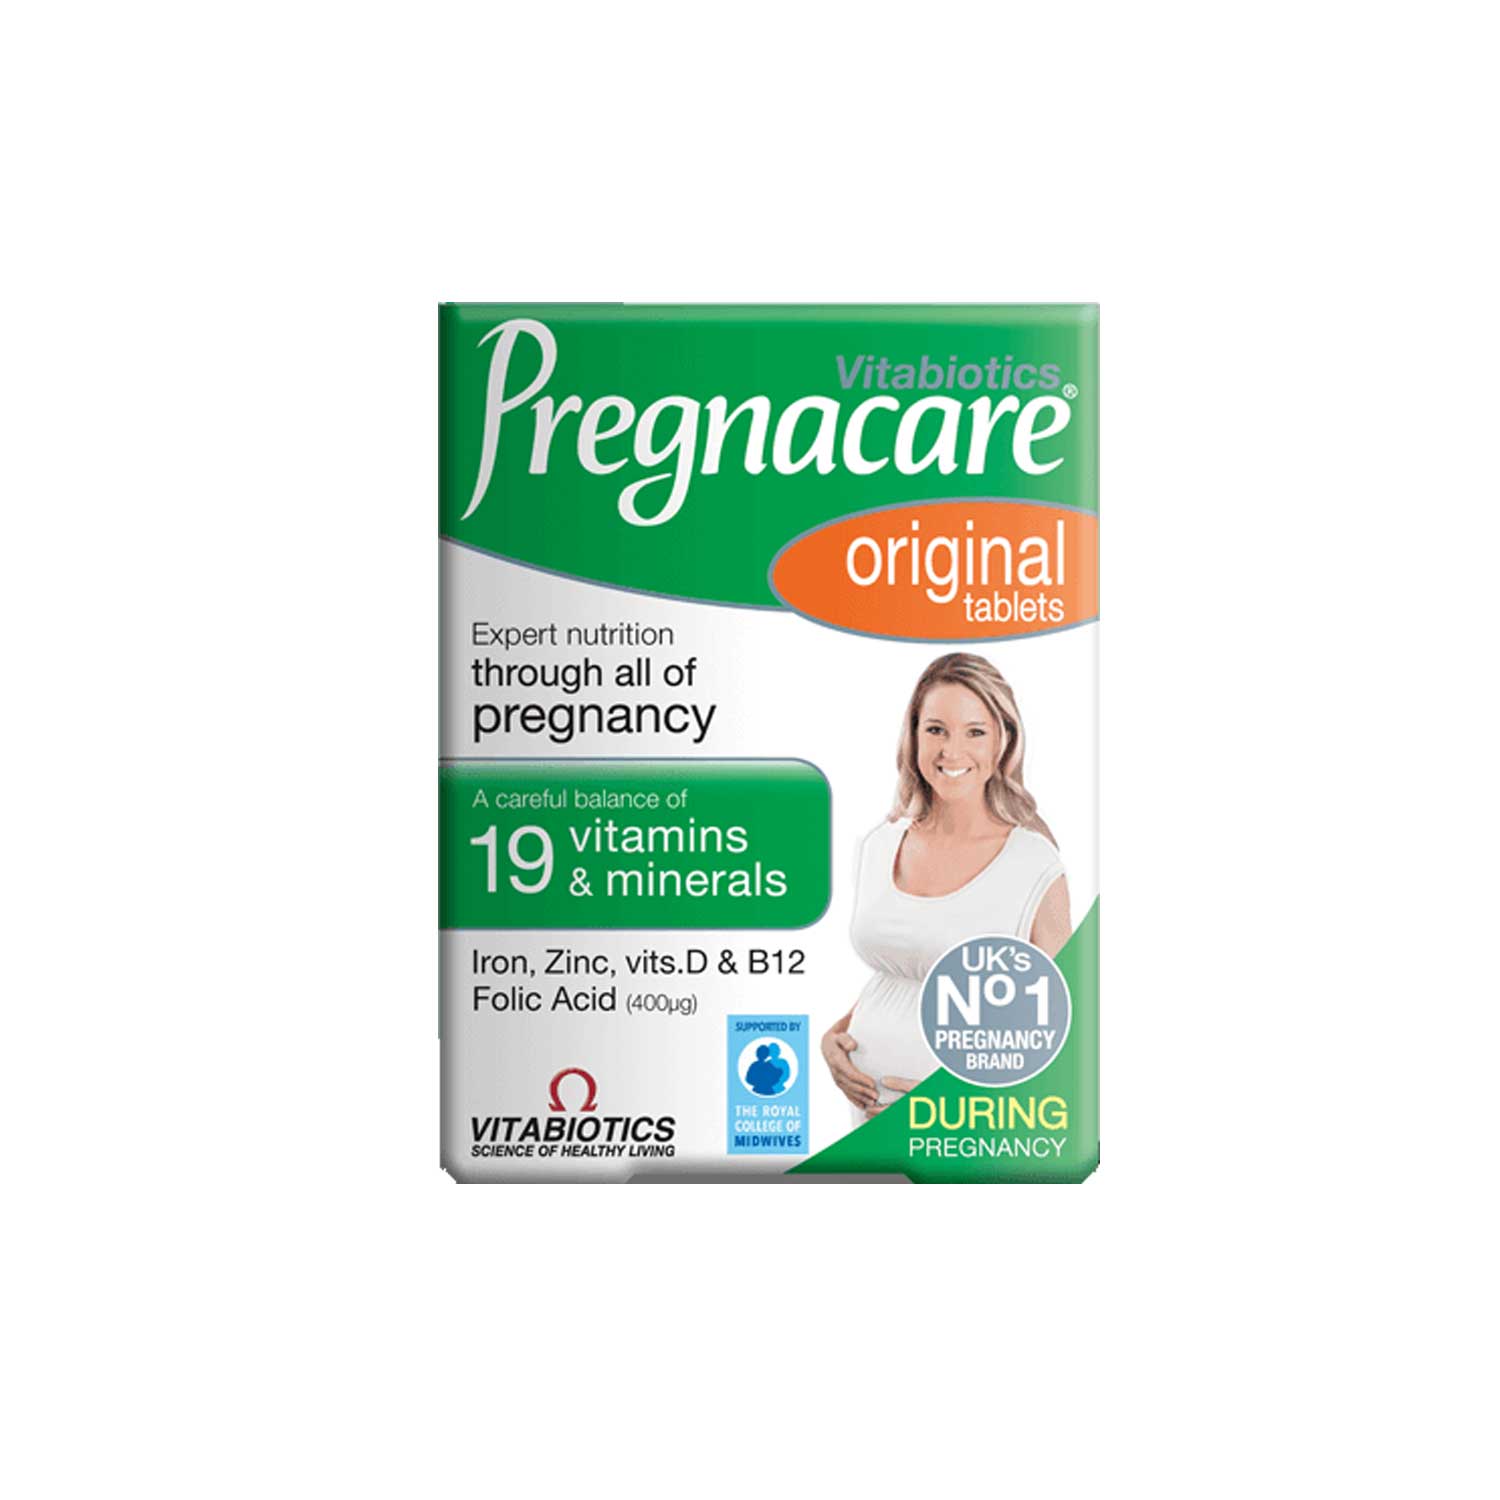 Vitabiotics
Pregnacare®
original
tablets
Expert nutrition
through all of
pregnancy
A careful balance of
19 vitamins
& minerals
Iron, Zinc, vits.D & B12
Folic Acid (400µg)
UK's
Nº1
PREGNANCY
BRAND
SUPPORTED BY
THE ROYAL
COLLEGE OF
MIDWIVES
VITABIOTICS
SCIENCE OF HEALTHY LIVING
DURING
PREGNANCY